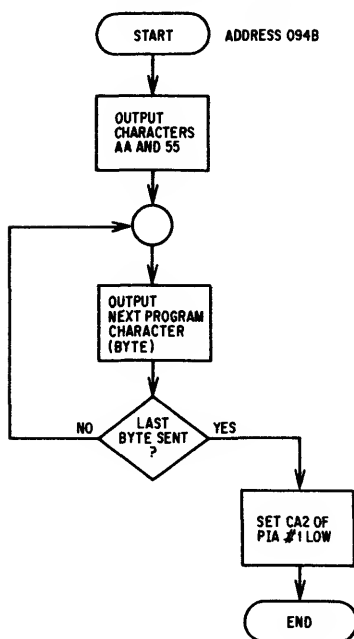 START
ADDRESS 094B
OUTPUT
CHARACTERS
AA AND 55
OUTPUT
NEXT PROGRAM
CHARACTER
(BYTE)
NO
LAST
BYTE SENT
?
YES
SET CA2 OF
PIA #1 LOW
END